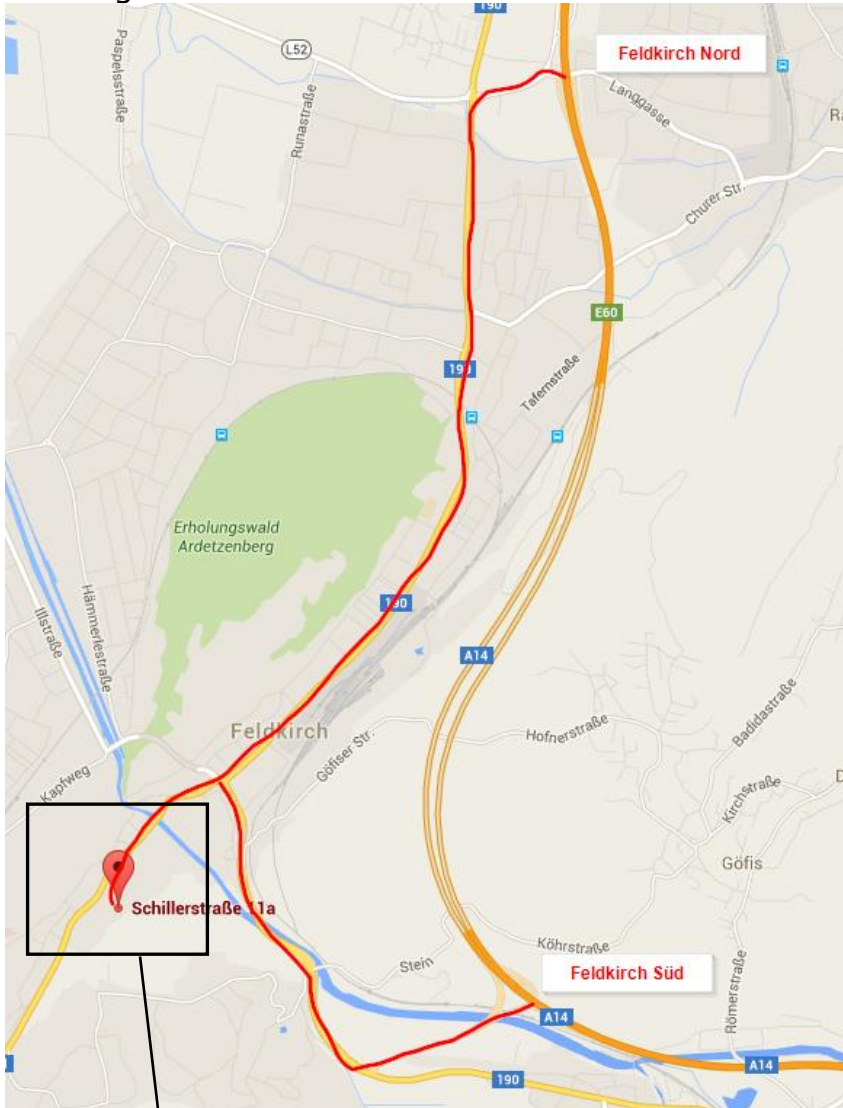 190
Feldkirch Nord
L52
Paspelsstraße
Runastraße
Langgasse
Churer Str.
E60
190
Tafernstraße
Erholungswald
Ardetzenberg
Hämmerlestraße
Illstraße
190
A14
Badidastraße
Feldkirch
Hofnerstraße
Göfiser Str.
Kapfweg
Kirchstraße
Göfis
Schillerstraße 11a
Köhrstraße
Stein
Feldkirch Süd
Römerstraße
A14
A14
190